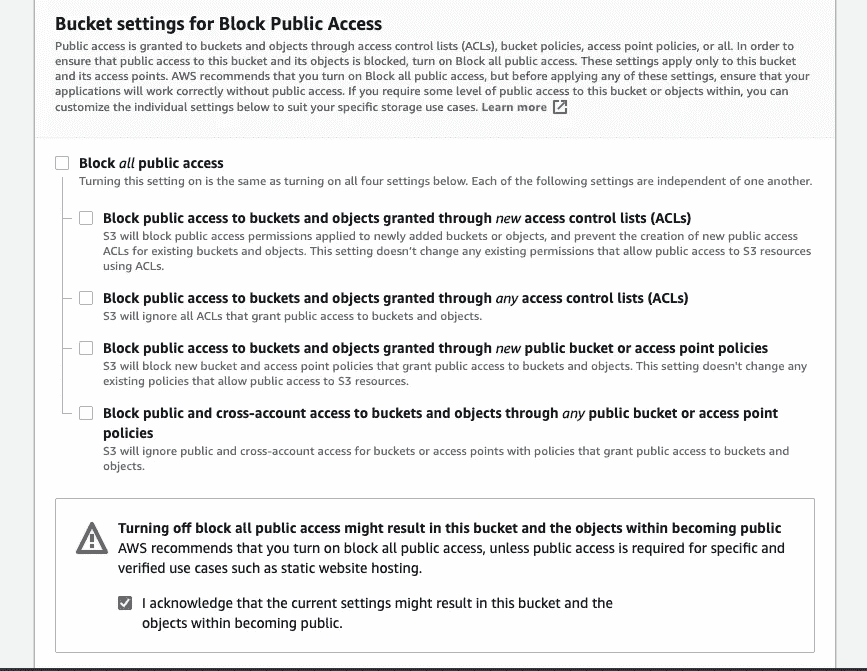 Bucket settings for Block Public Access
Public access is granted to buckets and objects through access control lists (ACLs), bucket policies, access point policies, or all. In order to
ensure that public access to this bucket and its objects is blocked, turn on Block all public access. These settings apply only to this bucket
and its access points. AWS recommends that you turn on Block all public access, but before applying any of these settings, ensure that your
applications will work correctly without public access. If you require some level of public access to this bucket or objects within, you can
customize the individual settings below to suit your specific storage use cases. Learn more
Block all public access
Turning this setting on is the same as turning on all four settings below. Each of the following settings are independent of one another.
Block public access to buckets and objects granted through new access control lists (ACLs)
S3 will block public access permissions applied to newly added buckets or objects, and prevent the creation of new public access
ACLs for existing buckets and objects. This setting doesn't change any existing permissions that allow public access to S3 resources
using ACLs.
Block public access to buckets and objects granted through any access control lists (ACLs)
S3 will ignore all ACLs that grant public access to buckets and objects.
Block public access to buckets and objects granted through new public bucket or access point policies
S3 will block new bucket and access point policies that grant public access to buckets and objects. This setting doesn't change any
existing policies that allow public access to S3 resources.
Block public and cross-account access to buckets and objects through any public bucket or access point
policies
S3 will ignore public and cross-account access for buckets or access points with policies that grant public access to buckets and
objects.
Turning off block all public access might result in this bucket and the objects within becoming public
AWS recommends that you turn on block all public access, unless public access is required for specific and
verified use cases such as static website hosting.
I acknowledge that the current settings might result in this bucket and the
objects within becoming public.